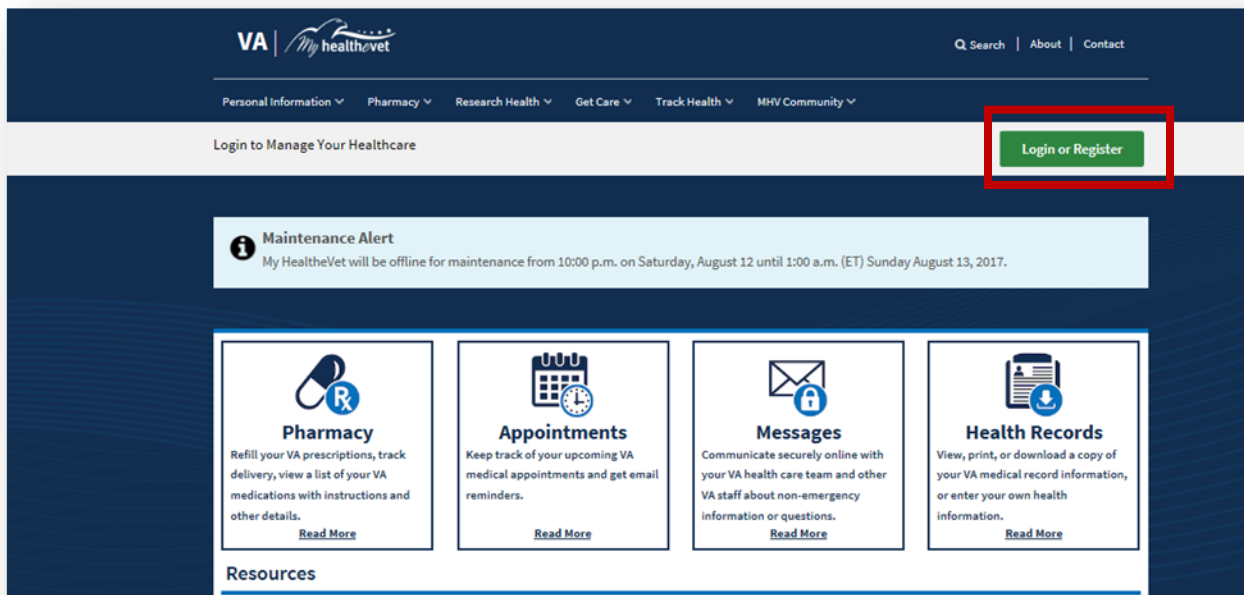 VA | My healthevet
Search | About | Contact
Personal Information Pharmacy Research Health Get Care Track Health MHV Community
Login to Manage Your Healthcare
Login or Register
Maintenance Alert
My HealtheVet will be offline for maintenance from 10:00 p.m. on Saturday, August 12 until 1:00 a.m. (ET) Sunday August 13, 2017.
Rx
Pharmacy
Refill your VA prescriptions, track
delivery, view a list of your VA
medications with instructions and
other details.
Read More
Appointments
Keep track of your upcoming VA
medical appointments and get email
reminders.
Read More
Messages
Communicate securely online with
your VA health care team and other
VA staff about non-emergency
information or questions.
Read More
Health Records
View, print, or download a copy of
your VA medical record information,
or enter your own health
information.
Read More
Resources